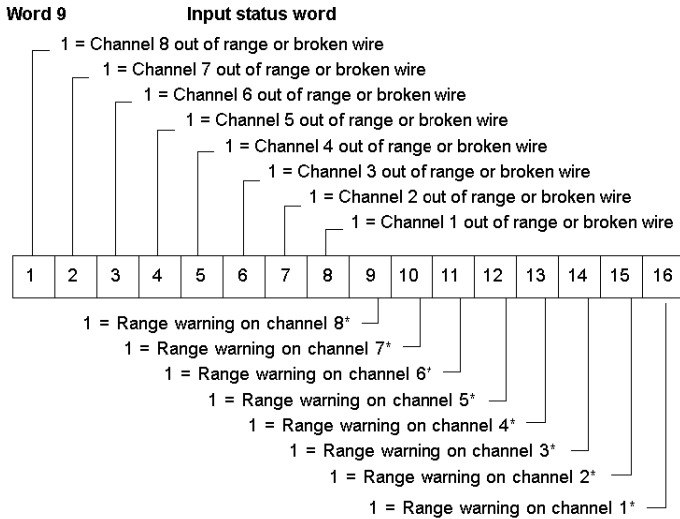 Word 9 Input status word
1 = Channel 8 out of range or broken wire
1 = Channel 7 out of range or broken wire
1 = Channel 6 out of range or broken wire
1 = Channel 5 out of range or broken wire
1 = Channel 4 out of range or broken wire
1 = Channel 3 out of range or broken wire
1 = Channel 2 out of range or broken wire
1 = Channel 1 out of range or broken wire
1 2 3 4 5 6 7 8 9 10 11 12 13 14 15 16
1 = Range warning on channel 8*
1 = Range warning on channel 7*
1 = Range warning on channel 6*
1 = Range warning on channel 5*
1 = Range warning on channel 4*
1 = Range warning on channel 3*
1 = Range warning on channel 2*
1 = Range warning on channel 1*